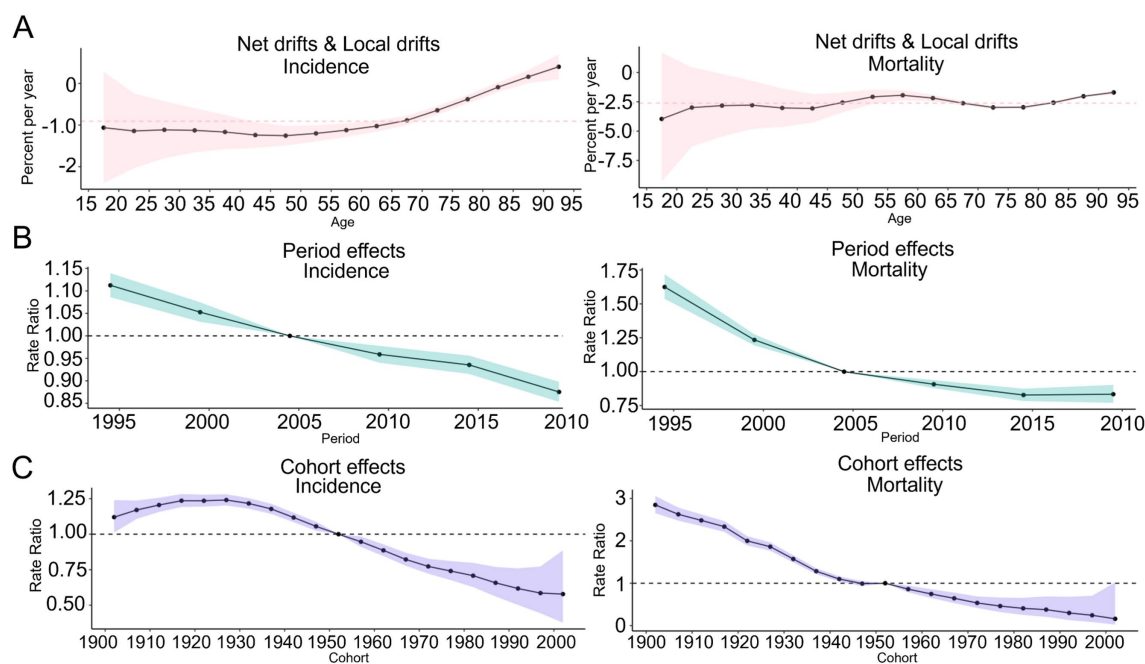 A
Net drifts & Local drifts
Incidence
Percent per year
0
-1.0
-2
15 20 25 30 35 40 45 50 55 60 65 70 75 80 85 90 95
Age
Net drifts & Local drifts
Mortality
Percent per year
0
-2.5
-5.0
-7.5
15 20 25 30 35 40 45 50 55 60 65 70 75 80 85 90 95
Age
B
Period effects
Incidence
Rate Ratio
1.15
1.10
1.05
1.00
0.95
0.90
0.85
1995 2000 2005 2010 2015 2010
Period
Period effects
Mortality
Rate Ratio
1.75
1.50
1.25
1.00
0.75
1995 2000 2005 2010 2015 2010
Period
C
Cohort effects
Incidence
Rate Ratio
1.25
1.00
0.75
0.50
1900 1910 1920 1930 1940 1950 1960 1970 1980 1990 2000
Cohort
Cohort effects
Mortality
Rate Ratio
3
2
1
0
1900 1910 1920 1930 1940 1950 1960 1970 1980 1990 2000
Cohort